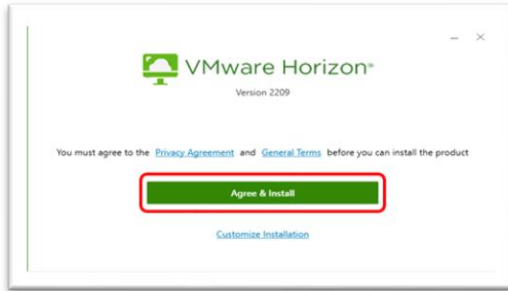 VMware Horizon®
Version 2209
You must agree to the Privacy Agreement and General Terms before you can install the product
Agree & Install
Customize Installation